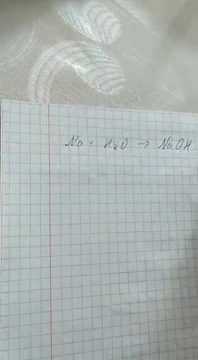 Na + H₂O → NaOH